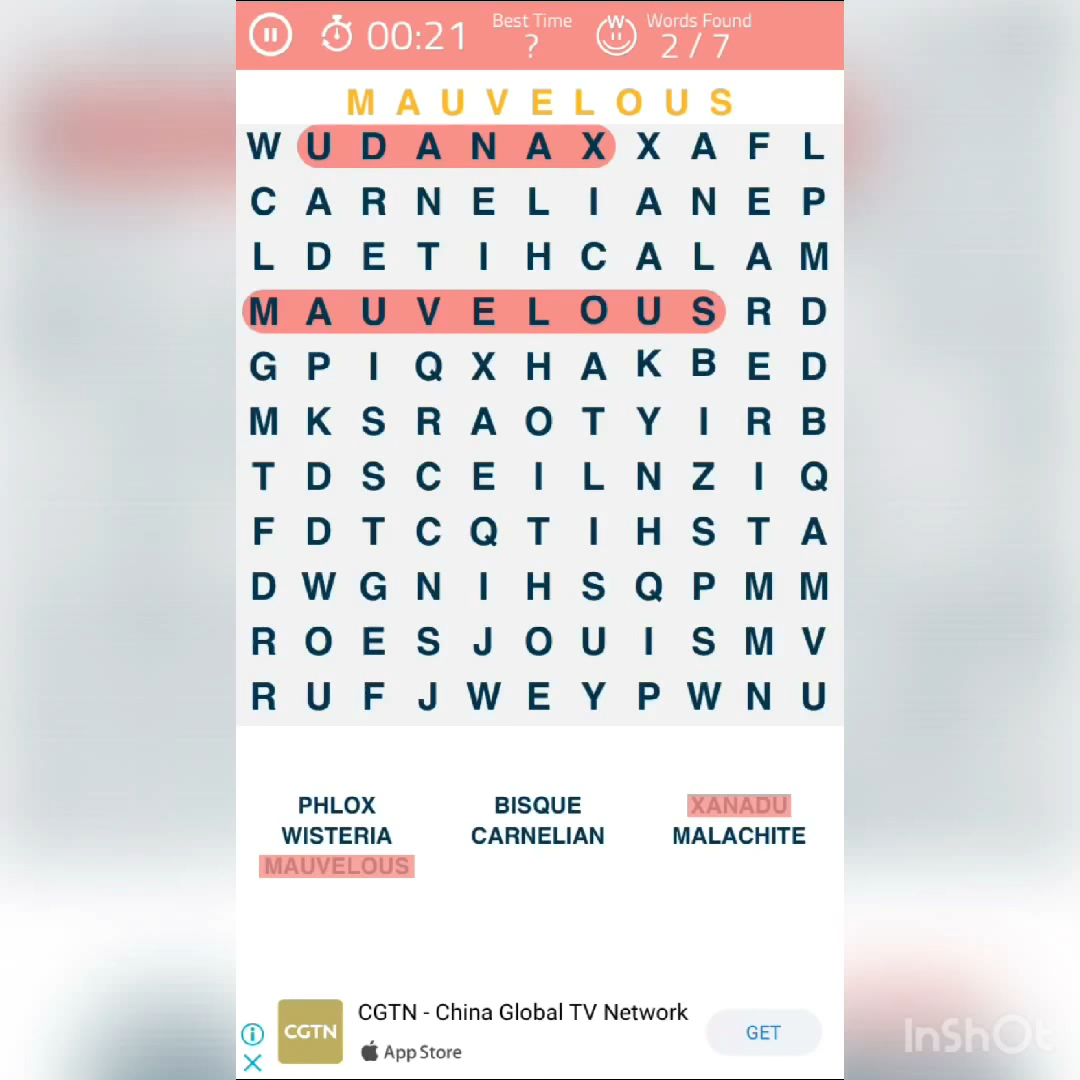 00:21
Best Time
?
W
Words Found
2 / 7
M A U V E L O U S
W U D A N A X X A F L
C A R N E L I A N E P
L D E T I H C A L A M
M A U V E L O U S R D
G P I Q X H A K B E D
M K S R A O T Y I R B
T D S C E I L N Z I Q
F D T C Q T I H S T A
D W G N I H S Q P M M
R O E S J O U I S M V
R U F J W E Y P W N U
PHLOX BISQUE XANADU
WISTERIA CARNELIAN MALACHITE
MAUVELOUS
CGTN
CGTN - China Global TV Network
App Store
GET
InShOt